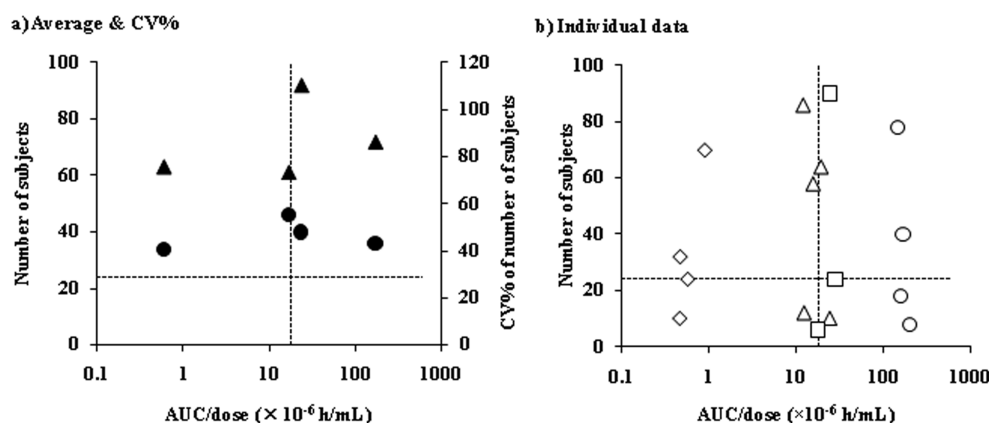 a) Average & CV%
100
80
60
40
20
0
Number of subjects
120
100
80
60
40
20
0
CV% of number of subjects
0.1 1 10 100 1000
AUC/dose (× 10-6 h/mL)
b) Individual data
100
80
60
40
20
0
Number of subjects
0.1 1 10 100 1000
AUC/dose (×10-6 h/mL)